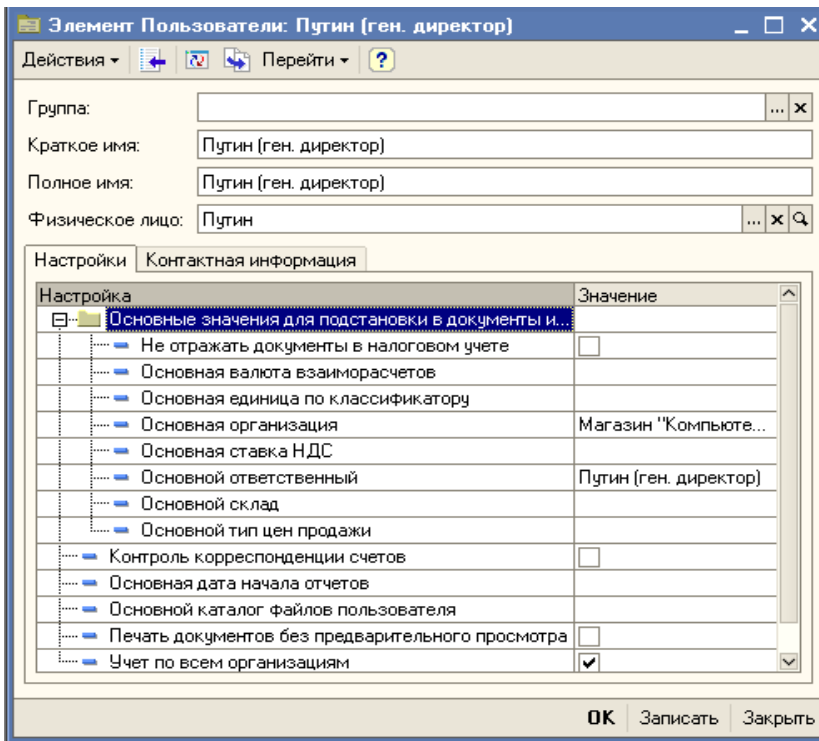 Элемент Пользователи: Путин (ген. директор)
Действия Перейти ?
Группа: ...
Краткое имя: Путин (ген. директор)
Полное имя: Путин (ген. директор)
Физическое лицо: Путин ...
Настройки Контактная информация
Настройка Значение
Основные значения для подстановки в документы и...
Не отражать документы в налоговом учете
Основная валюта взаиморасчетов
Основная единица по классификатору
Основная организация Магазин "Компьюте...
Основная ставка НДС
Основной ответственный Путин (ген. директор)
Основной склад
Основной тип цен продажи
Контроль корреспонденции счетов
Основная дата начала отчетов
Основной каталог файлов пользователя
Печать документов без предварительного просмотра
Учет по всем организациям
OK Записать Закрыть